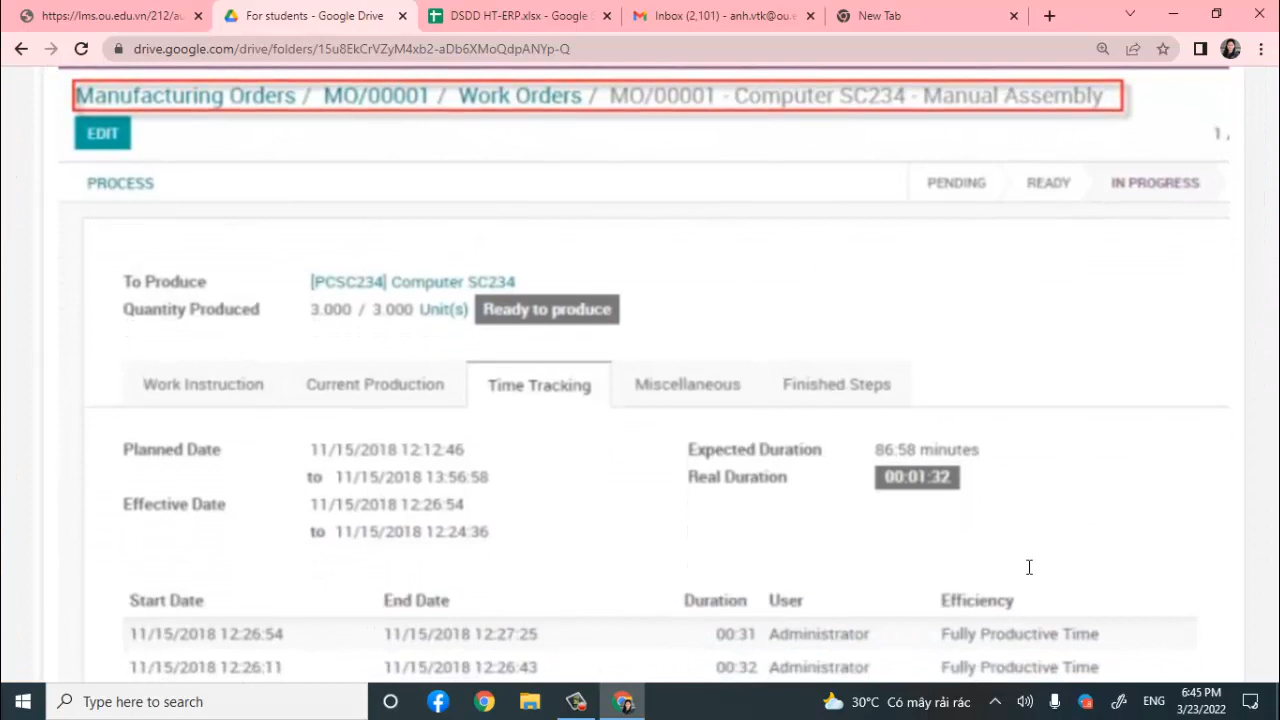 https://lms.ou.edu.vn/212/au
For students - Google Drive
DSDD HT-ERP.xlsx - Google
Inbox (2,101) - anh.vtk@ou.e
New Tab
drive.google.com/drive/folders/15u8EkCrVZyM4xb2-aDb6XMoQdpANYp-Q
Manufacturing Orders / MO/00001 / Work Orders / MO/00001 - Computer SC234 - Manual Assembly
EDIT
1 /
PROCESS
PENDING READY IN PROGRESS
To Produce [PCSC234] Computer SC234
Quantity Produced 3.000 / 3.000 Unit(s) Ready to produce
Work Instruction Current Production Time Tracking Miscellaneous Finished Steps
Planned Date 11/15/2018 12:12:46 Expected Duration 86:58 minutes
to 11/15/2018 13:56:58 Real Duration 00:01:32
Effective Date 11/15/2018 12:26:54
to 11/15/2018 12:24:36
Start Date End Date Duration User Efficiency
11/15/2018 12:26:54 11/15/2018 12:27:25 00:31 Administrator Fully Productive Time
11/15/2018 12:26:11 11/15/2018 12:26:43 00:32 Administrator Fully Productive Time
Type here to search
30°C Có mây rải rác
ENG
6:45 PM
3/23/2022